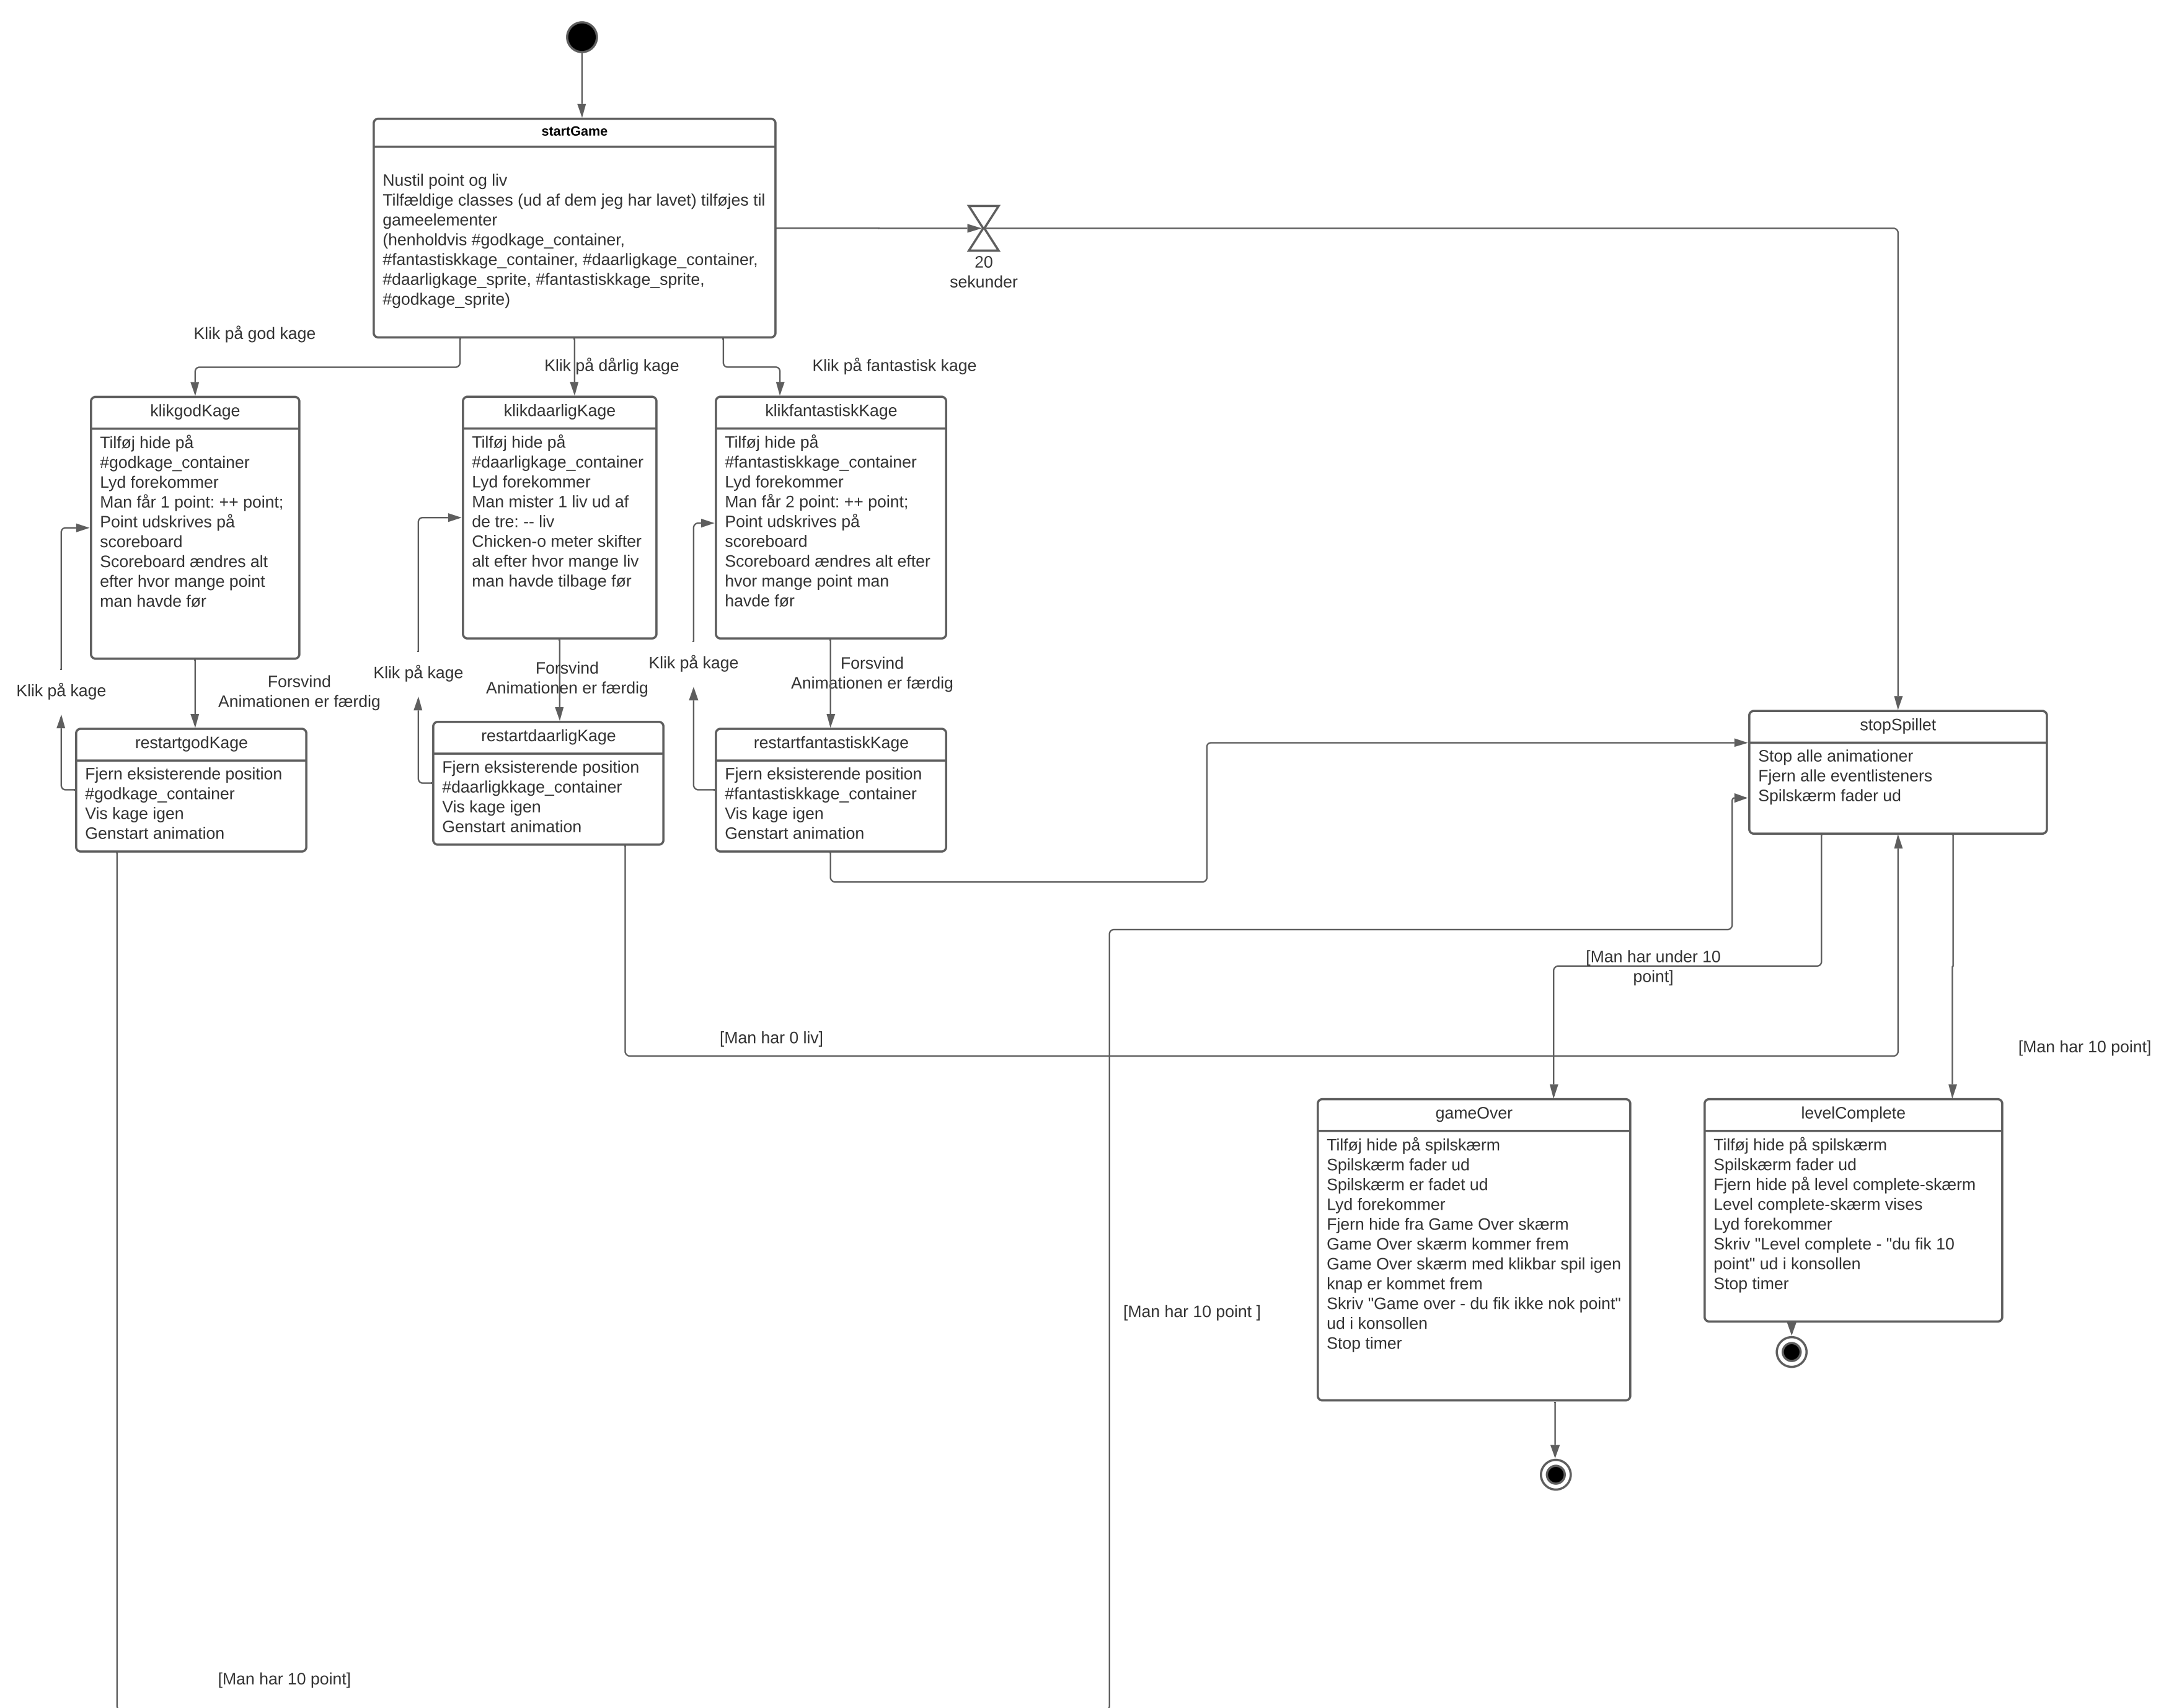 startGame
Nustil point og liv
Tilfældige classes (ud af dem jeg har lavet) tilføjes til
gameelementer
(henholdvis #godkage_container,
#fantastiskkage_container, #daarligkage_container,
#daarligkage_sprite, #fantastiskkage_sprite,
#godkage_sprite)
20
sekunder
Klik på god kage
Klik på dårlig kage
Klik på fantastisk kage
klikgodKage
Tilføj hide på
#godkage_container
Lyd forekommer
Man får 1 point: ++ point;
Point udskrives på
scoreboard
Scoreboard ændres alt
efter hvor mange point
man havde før
klikdaarligKage
Tilføj hide på
#daarligkage_container
Lyd forekommer
Man mister 1 liv ud af
de tre: -- liv
Chicken-o meter skifter
alt efter hvor mange liv
man havde tilbage før
klikfantastiskKage
Tilføj hide på
#fantastiskkage_container
Lyd forekommer
Man får 2 point: ++ point;
Point udskrives på
scoreboard
Scoreboard ændres alt efter
hvor mange point man
havde før
Klik på kage
Forsvind
Animationen er færdig
Klik på kage
Forsvind
Animationen er færdig
Klik på kage
Forsvind
Animationen er færdig
restartgodKage
Fjern eksisterende position
#godkage_container
Vis kage igen
Genstart animation
restartdaarligKage
Fjern eksisterende position
#daarligkkage_container
Vis kage igen
Genstart animation
restartfantastiskKage
Fjern eksisterende position
#fantastiskkage_container
Vis kage igen
Genstart animation
stopSpillet
Stop alle animationer
Fjern alle eventlisteners
Spilskærm fader ud
[Man har under 10
point]
[Man har 0 liv]
[Man har 10 point]
gameOver
Tilføj hide på spilskærm
Spilskærm fader ud
Spilskærm er fadet ud
Lyd forekommer
Fjern hide fra Game Over skærm
Game Over skærm kommer frem
Game Over skærm med klikbar spil igen
knap er kommet frem
Skriv "Game over - du fik ikke nok point"
ud i konsollen
Stop timer
levelComplete
Tilføj hide på spilskærm
Spilskærm fader ud
Fjern hide på level complete-skærm
Level complete-skærm vises
Lyd forekommer
Skriv "Level complete - "du fik 10
point" ud i konsollen
Stop timer
[Man har 10 point ]
[Man har 10 point]